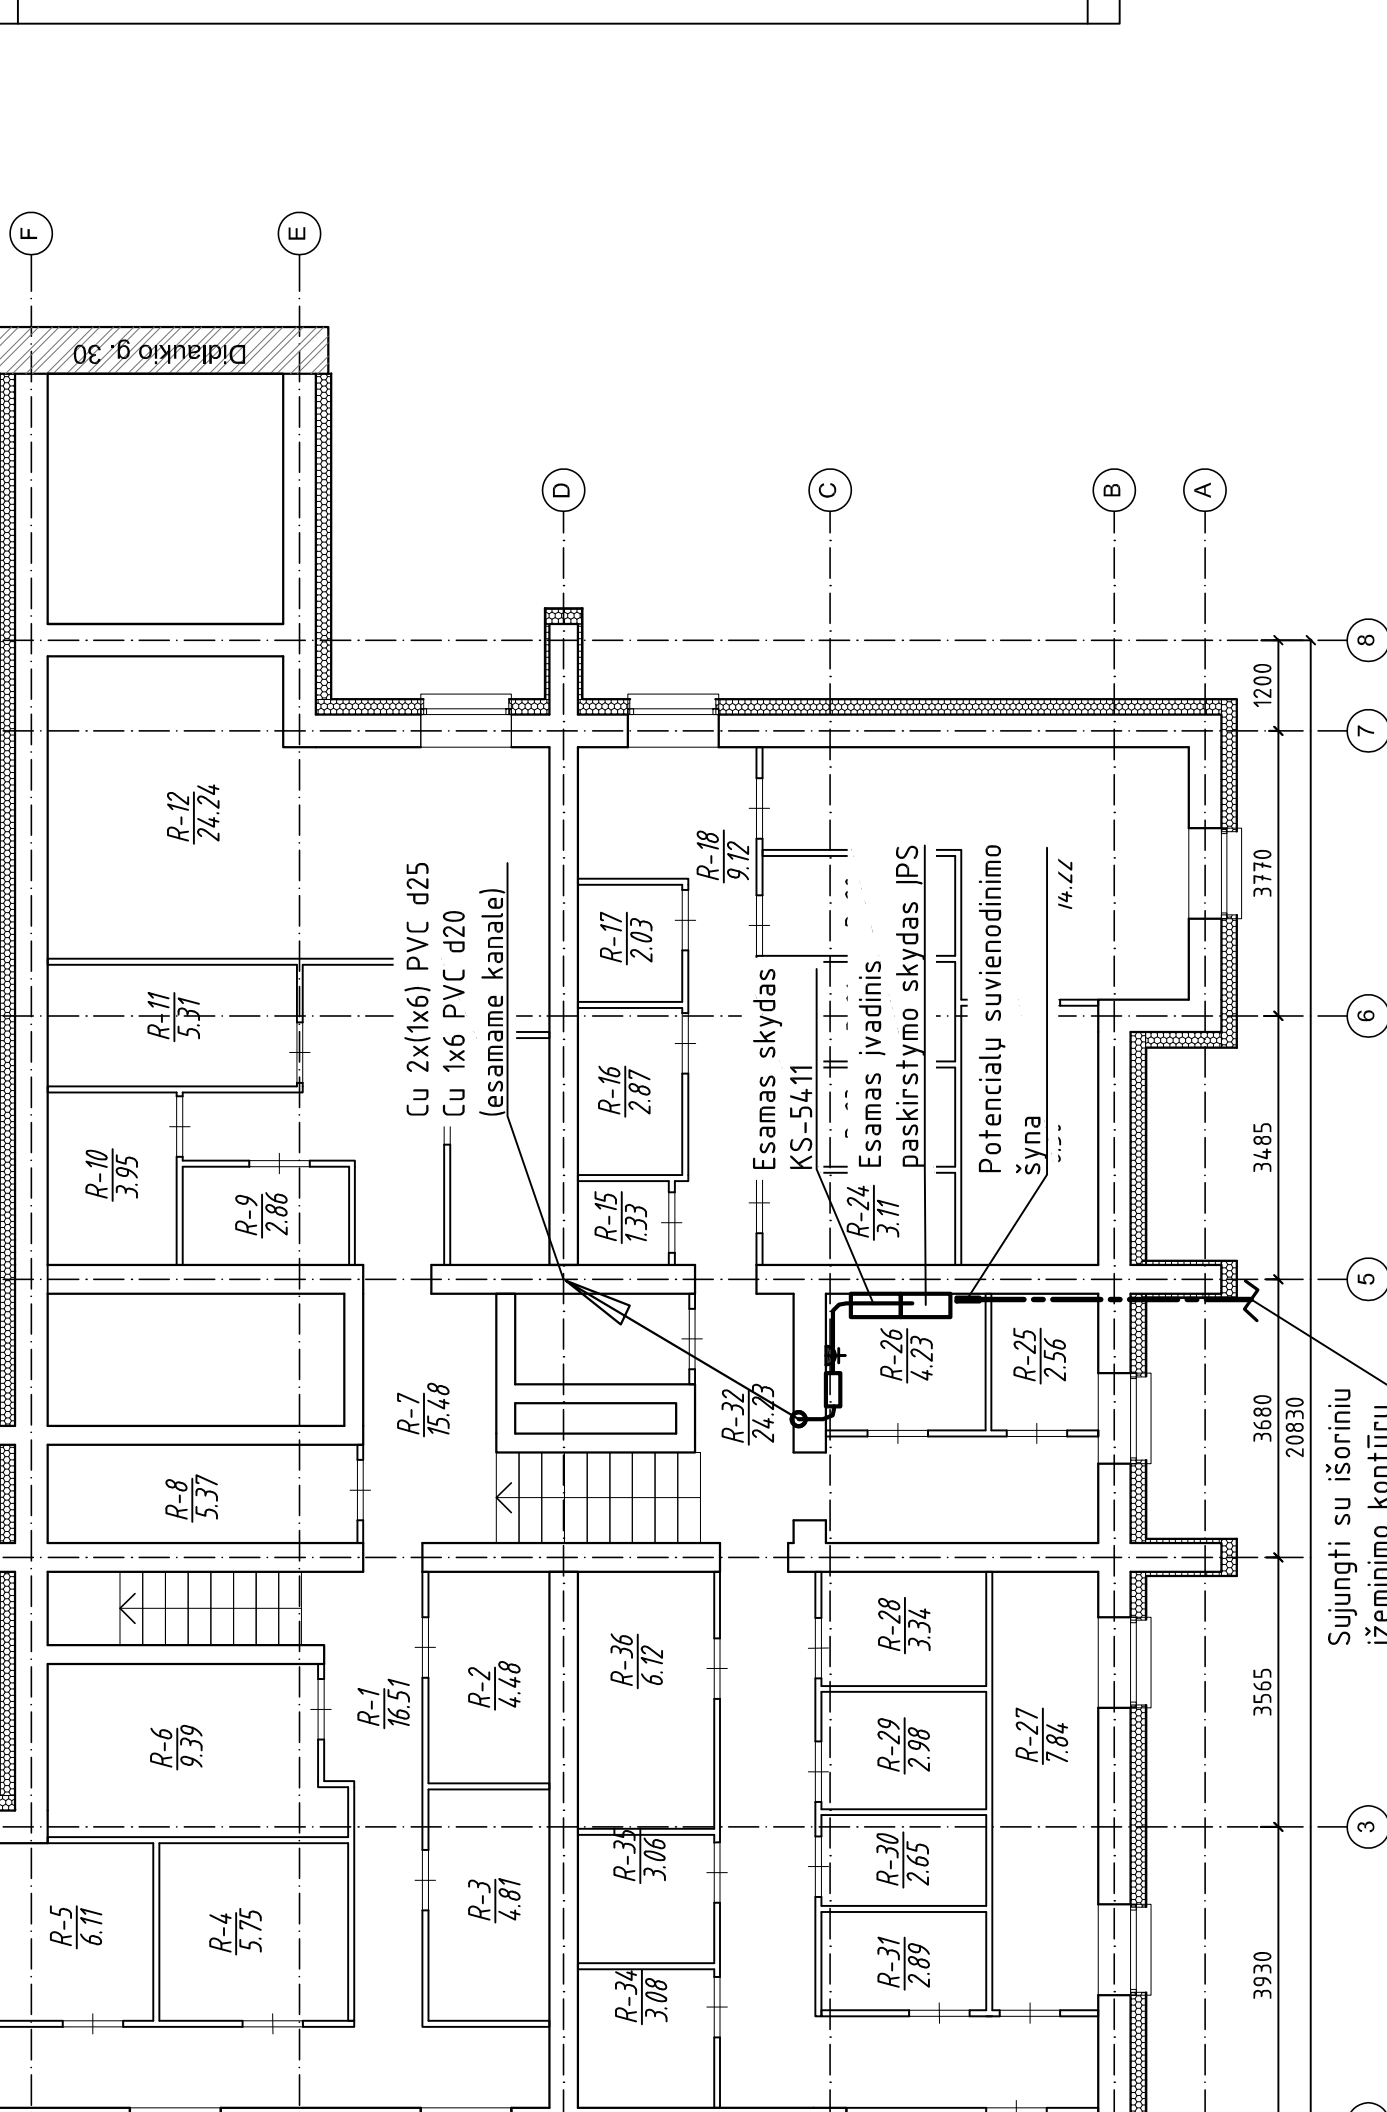 F
E
D
C
B
A
8
7
6
5
3
Didlaukio g. 30
R-12
24.24
R-11
5.31
R-10
3.95
R-9
2.86
R-8
5.37
R-7
15.48
R-6
9.39
R-5
6.11
R-4
5.75
R-1
16.51
R-2
4.48
R-3
4.81
Cu 2x(1x6) PVC d25
Cu 1x6 PVC d20
(esamame kanale)
R-17
2.03
R-16
2.87
R-15
1.33
R-18
9.12
Esamas skydas
KS-5411
Esamas įvadinis
paskirstymo skydas ĮPS
Potencialų suvienodinimo
šyna
14.22
R-24
3.11
R-26
4.23
R-25
2.56
R-32
24.23
R-36
6.12
R-35
3.06
R-34
3.08
R-28
3.34
R-29
2.98
R-30
2.65
R-31
2.89
R-27
7.84
1200
3770
3485
3680
20830
3565
3930
Sujungti su išoriniu
įžeminimo kontūru